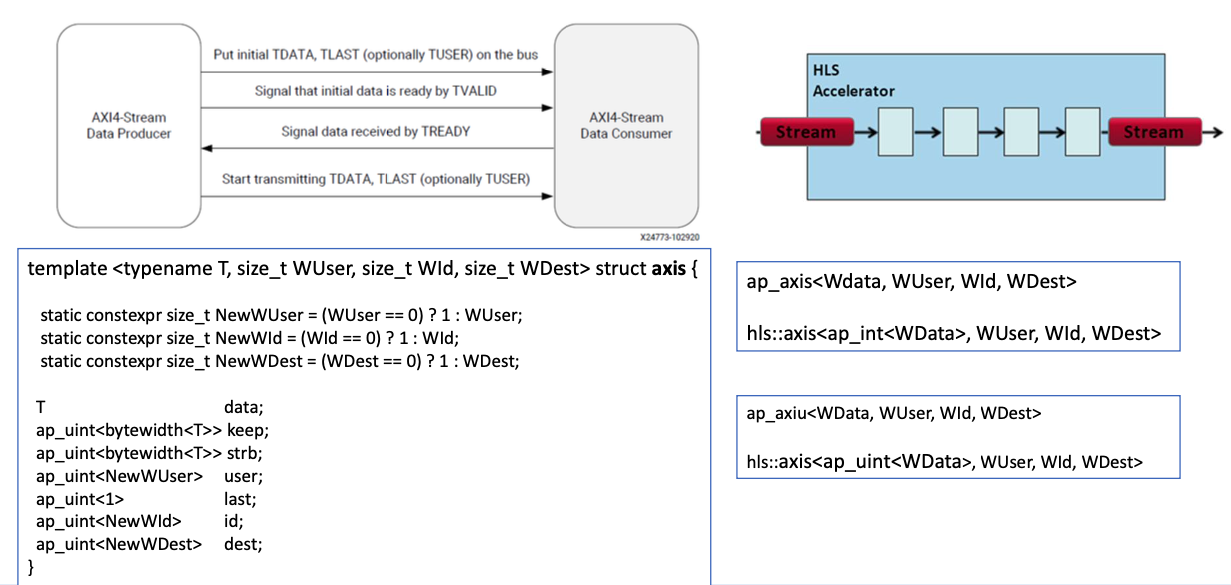 Put initial TDATA, TLAST (optionally TUSER) on the bus
Signal that initial data is ready by TVALID
AXI4-Stream
Data Producer
Signal data received by TREADY
AXI4-Stream
Data Consumer
Start transmitting TDATA, TLAST (optionally TUSER)
X24773-102920
HLS
Accelerator
Stream
Stream
template <typename T, size_t WUser, size_t WId, size_t WDest> struct axis {
static constexpr size_t NewWUser = (WUser == 0) ? 1 : WUser;
static constexpr size_t NewWId = (WId == 0) ? 1 : WId;
static constexpr size_t NewWDest = (WDest == 0) ? 1 : WDest;
T data;
ap_uint<bytewidth<T>> keep;
ap_uint<bytewidth<T>> strb;
ap_uint<NewWUser> user;
ap_uint<1> last;
ap_uint<NewWId> id;
ap_uint<NewWDest> dest;
}
ap_axis<Wdata, WUser, WId, WDest>
hls::axis<ap_int<WData>, WUser, WId, WDest>
ap_axiu<WData, WUser, WId, WDest>
hls::axis<ap_uint<WData>, WUser, WId, WDest>